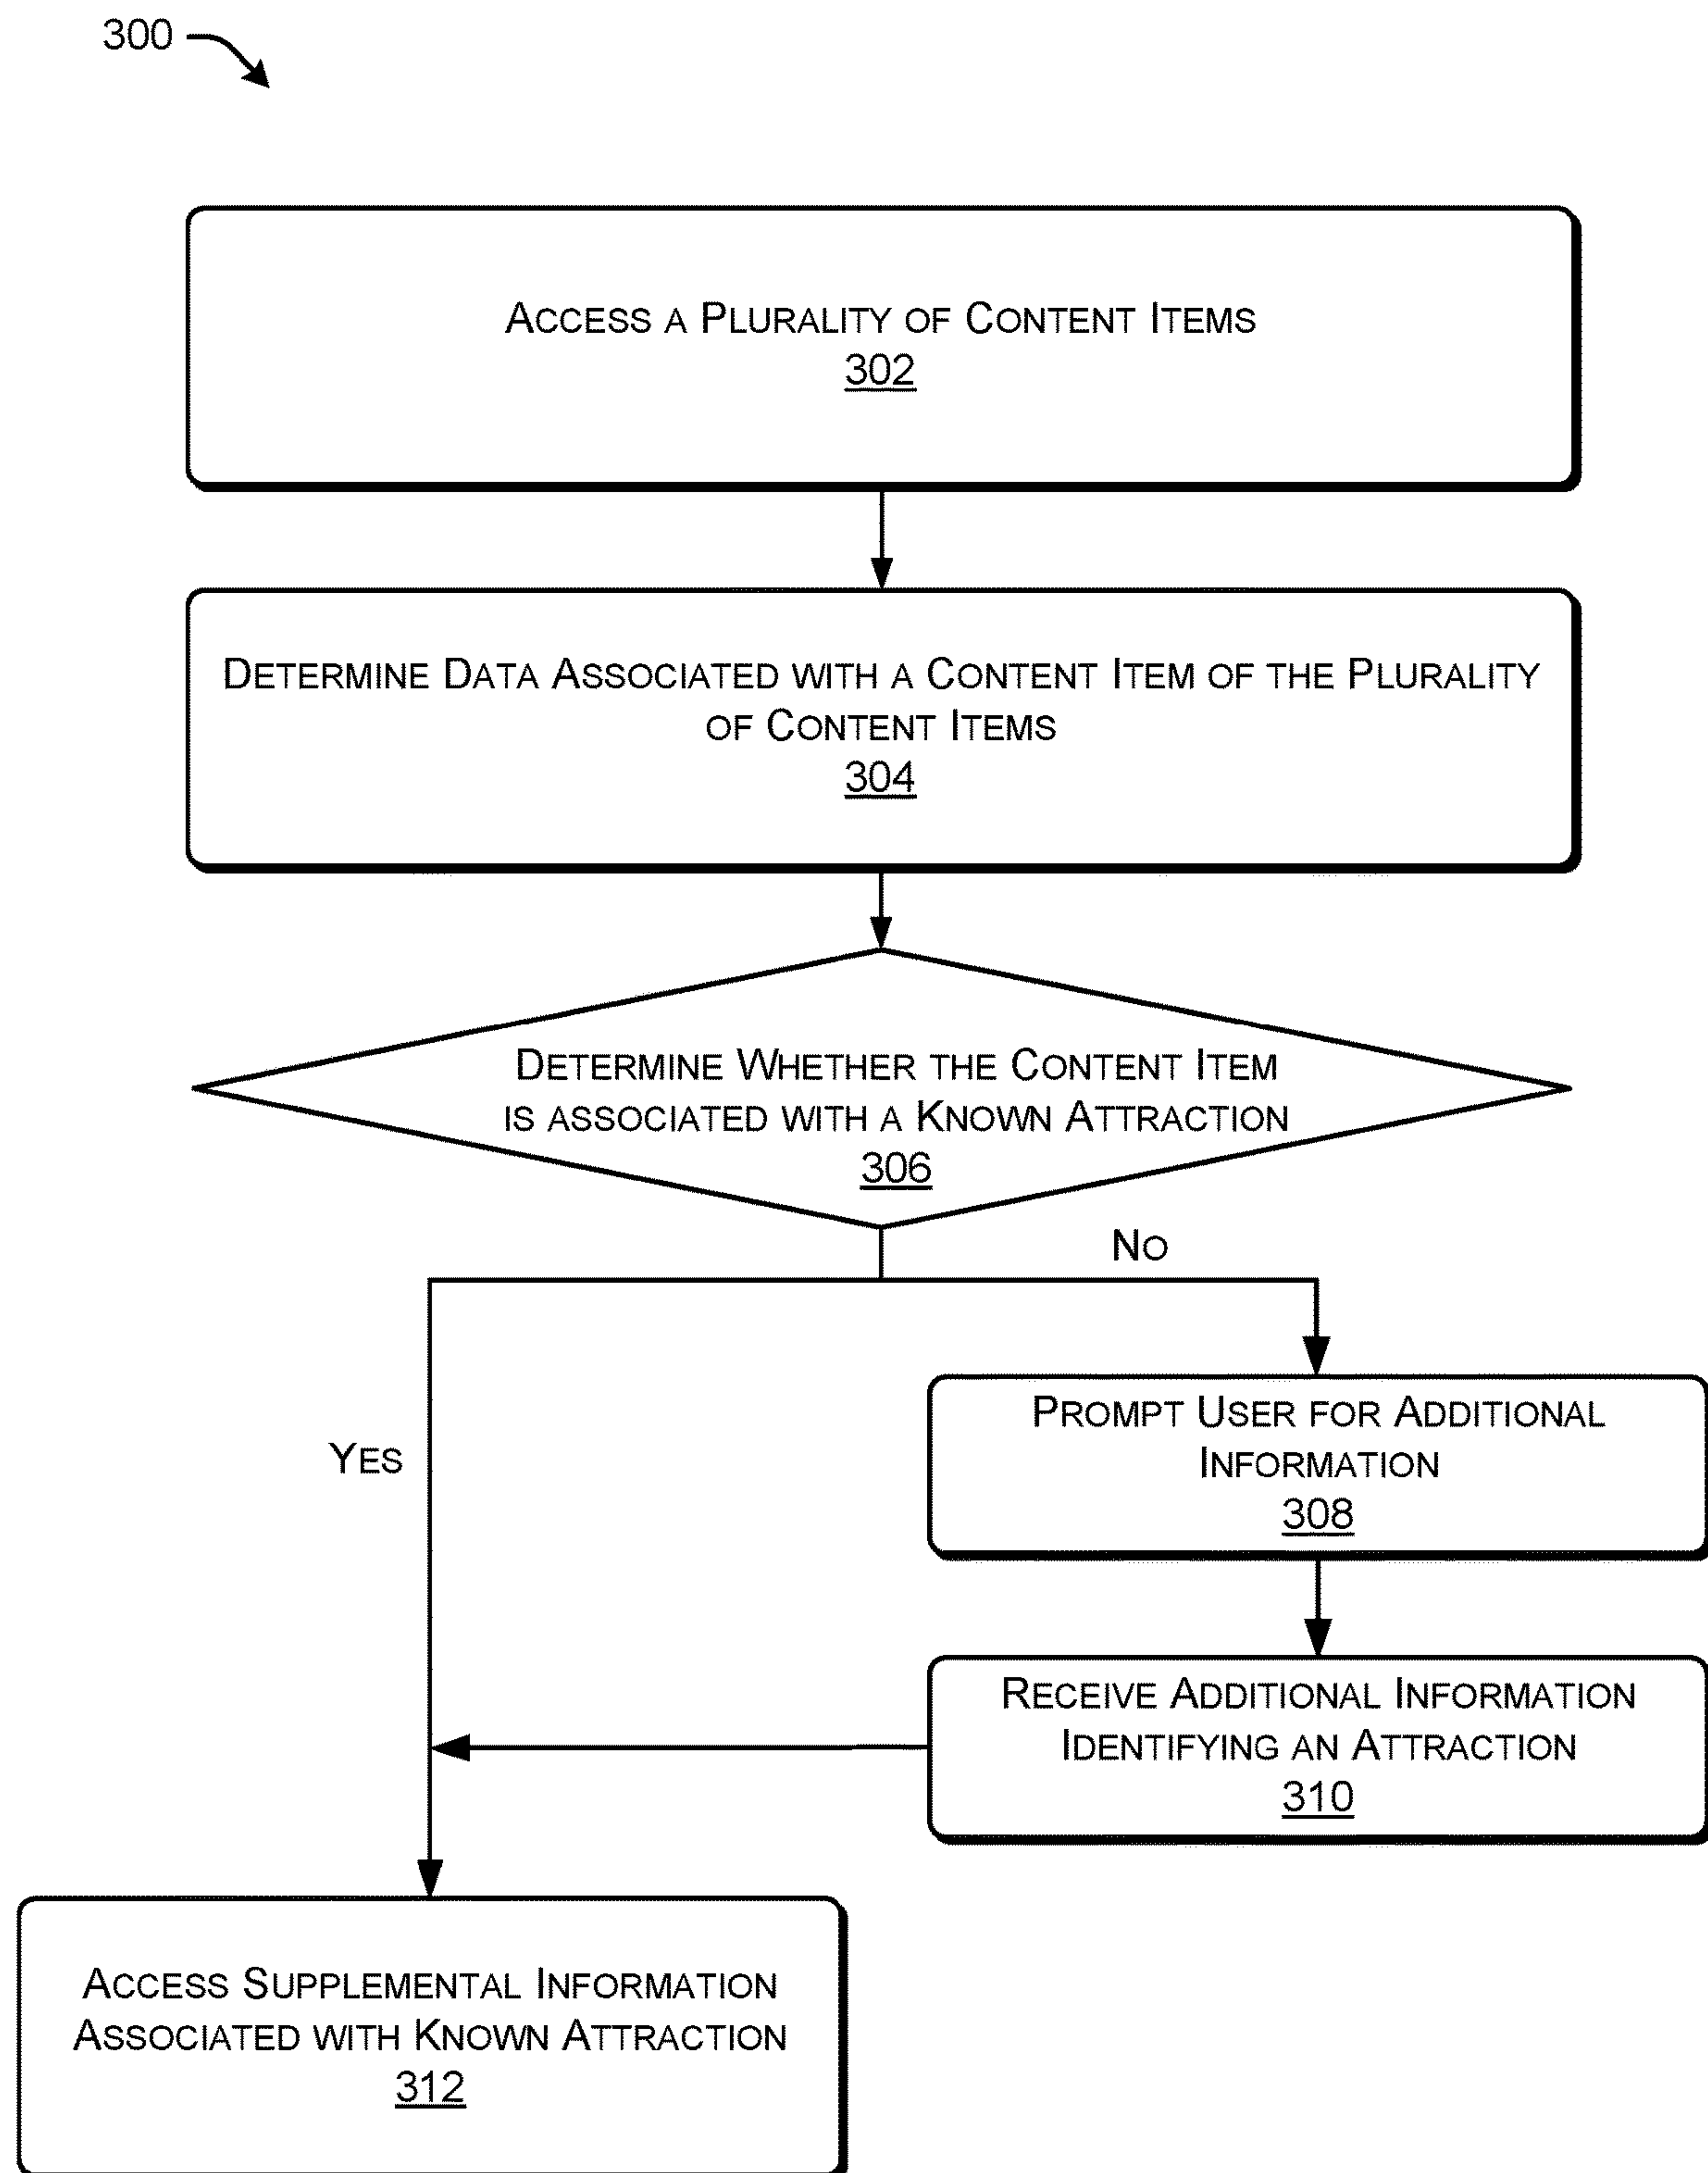 300
Access a Plurality of Content Items
302
Determine Data Associated with a Content Item of the Plurality
of Content Items
304
Determine Whether the Content Item
is associated with a Known Attraction
306
No
Yes
Prompt User for Additional
Information
308
Receive Additional Information
Identifying an Attraction
310
Access Supplemental Information
Associated with Known Attraction
312